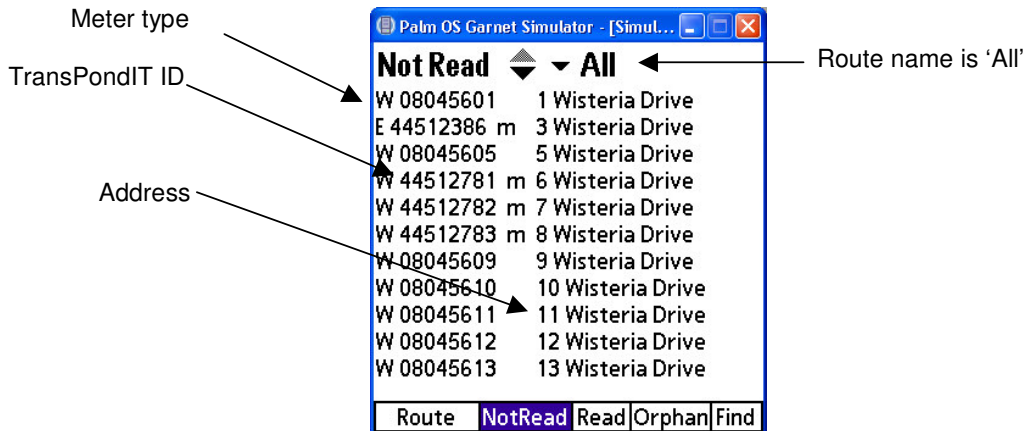 Meter type
TransPondIT ID
Address
Palm OS Garnet Simulator - [Simul...
Not Read All
Route name is ‘All’
W 08045601 1 Wisteria Drive
E 44512386 m 3 Wisteria Drive
W 08045605 5 Wisteria Drive
W 44512781 m 6 Wisteria Drive
W 44512782 m 7 Wisteria Drive
W 44512783 m 8 Wisteria Drive
W 08045609 9 Wisteria Drive
W 08045610 10 Wisteria Drive
W 08045611 11 Wisteria Drive
W 08045612 12 Wisteria Drive
W 08045613 13 Wisteria Drive
Route NotRead Read Orphan Find